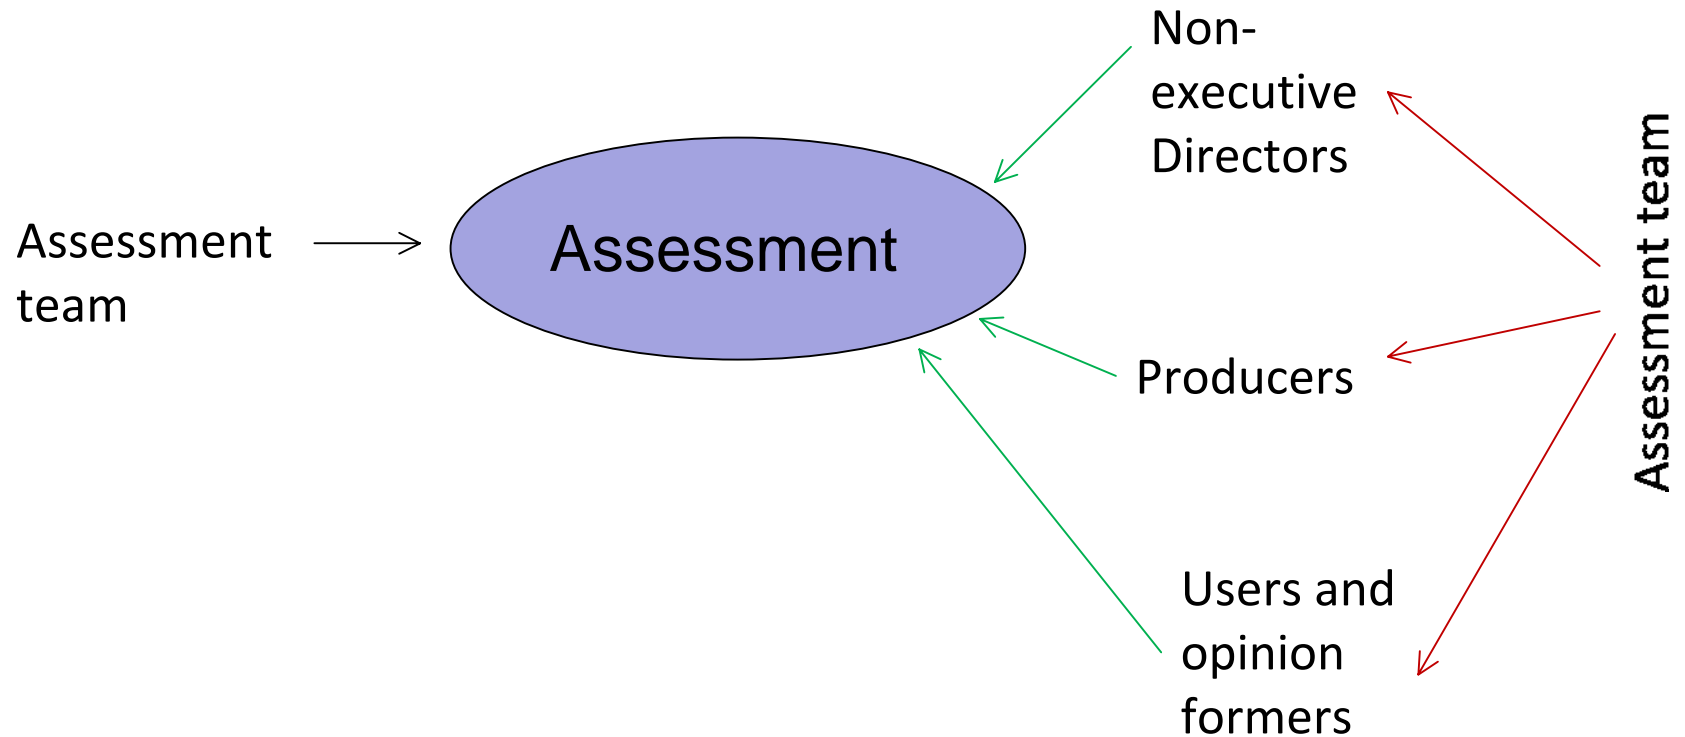 Assessment
team
Assessment
Non-
executive
Directors
Producers
Users and
opinion
formers
Assessment team